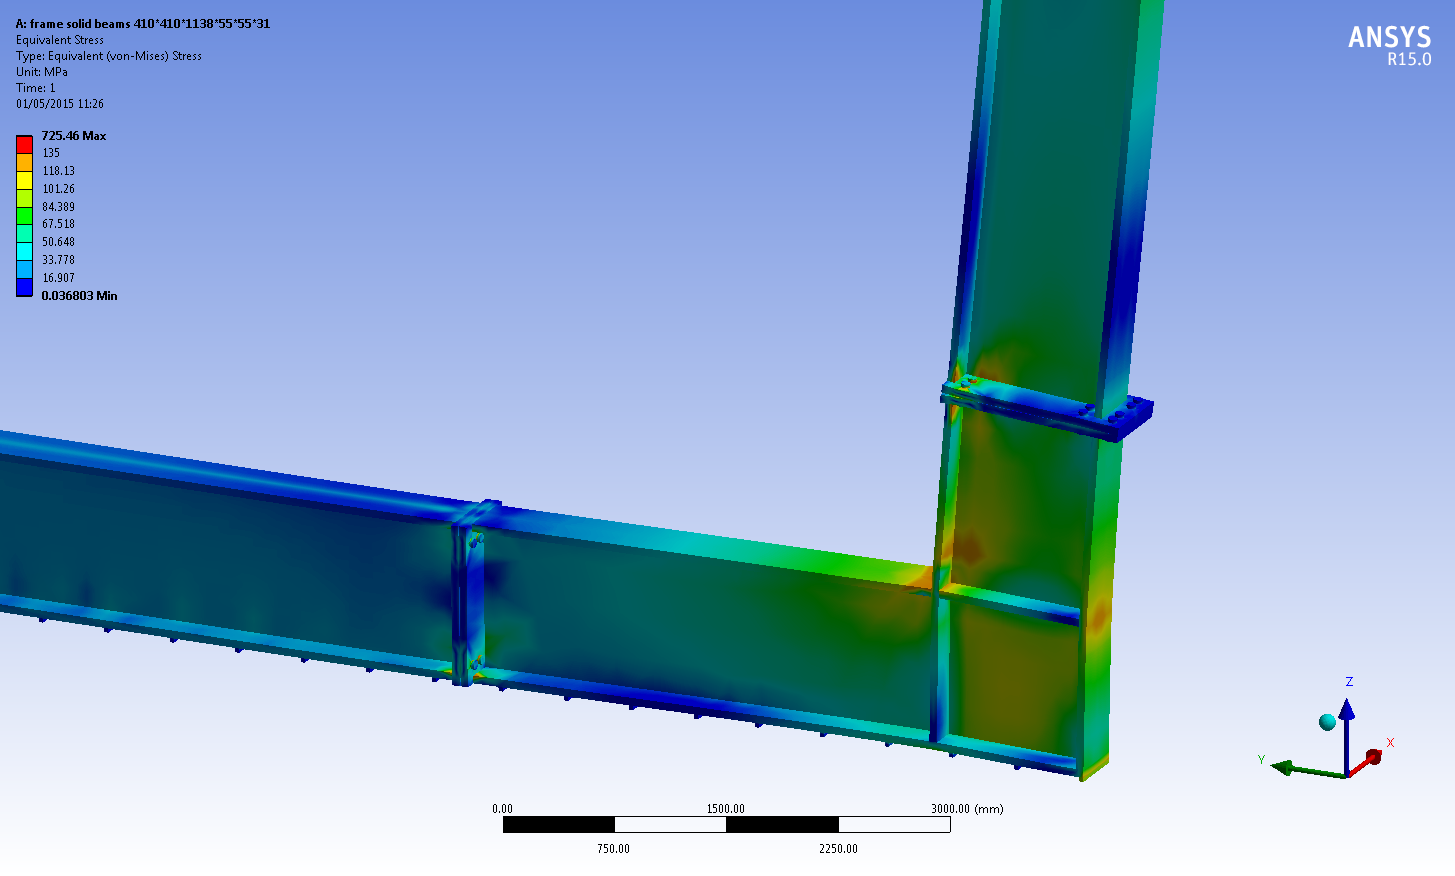 A: frame solid beams 410*410*1138*55*55*31
Equivalent Stress
Type: Equivalent (von-Mises) Stress
Unit: MPa
Time: 1
01/05/2015 11:26
725.46 Max
135
118.13
101.26
84.389
67.518
50.648
33.778
16.907
0.036803 Min
ANSYS
R15.0
0.00 1500.00 3000.00 (mm)
750.00 2250.00
Z
X
Y